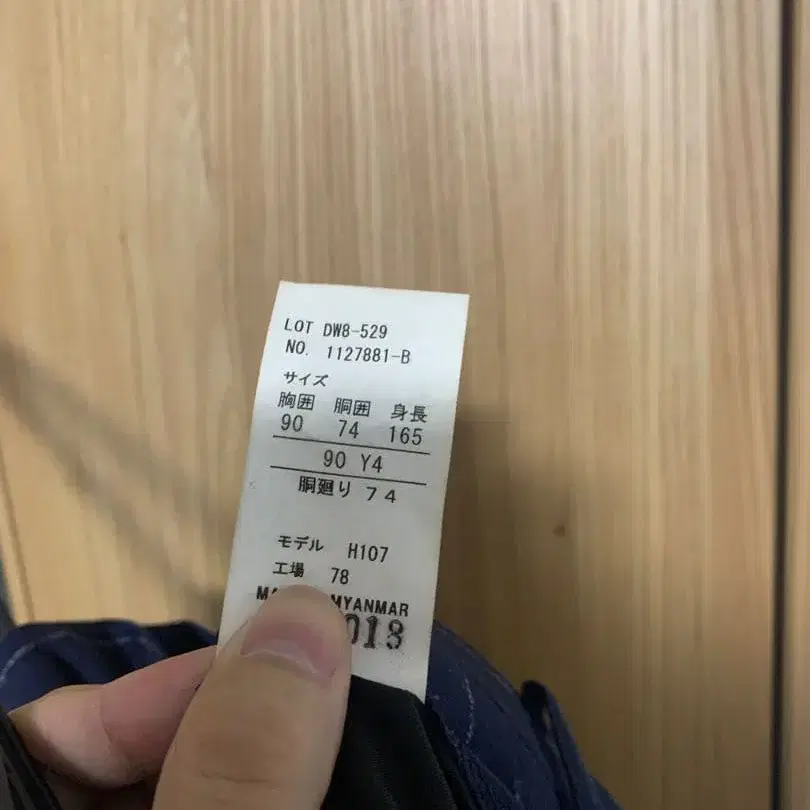 LOT DW8-529
NO. 1127881-B
サイズ
胸囲 胴囲 身長
90 74 165
90 Y4
胴廻り 74
モデル H107
工場 78
MYANMAR